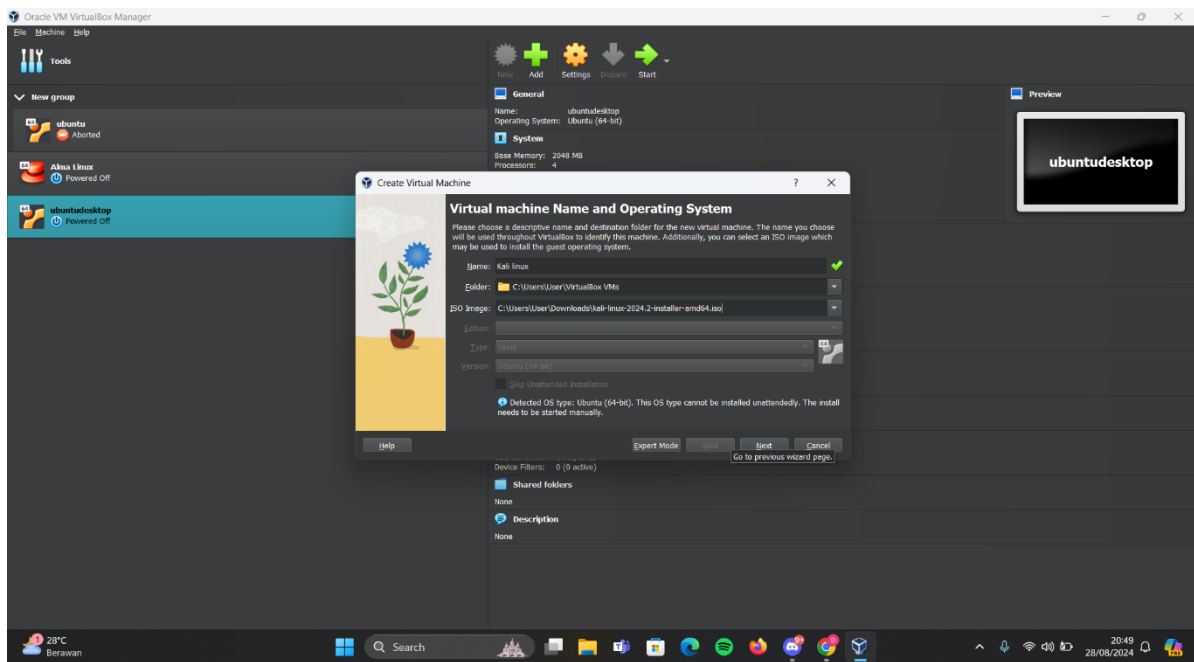 Oracle VM VirtualBox Manager
File Machine Help
Tools
New Add Settings Discard Start
New group
ubuntu
Aborted
Alma Linux
Powered Off
ubuntudesktop
Powered Off
General
Name: ubuntudesktop
Operating System: Ubuntu (64-bit)
System
Base Memory: 2048 MB
Processors: 4
Preview
ubuntudesktop
Create Virtual Machine
Virtual machine Name and Operating System
Please choose a descriptive name and destination folder for the new virtual machine. The name you choose
will be used throughout VirtualBox to identify this machine. Additionally, you can select an ISO image which
may be used to install the guest operating system.
Name: Kali linux
Folder: C:\Users\User\VirtualBox VMs
ISO Image: C:\Users\User\Downloads\kali-linux-2024.2-installer-amd64.iso
Edition:
Type: Linux
Version: Ubuntu (64-bit)
Skip Unattended Installation
Detected OS type: Ubuntu (64-bit). This OS type cannot be installed unattendedly. The install
needs to be started manually.
Help Expert Mode Back Next Cancel
Go to previous wizard page.
Device Filters: 0 (0 active)
Shared folders
None
Description
None
1
28°C
Berawan
Search
20:49
28/08/2024